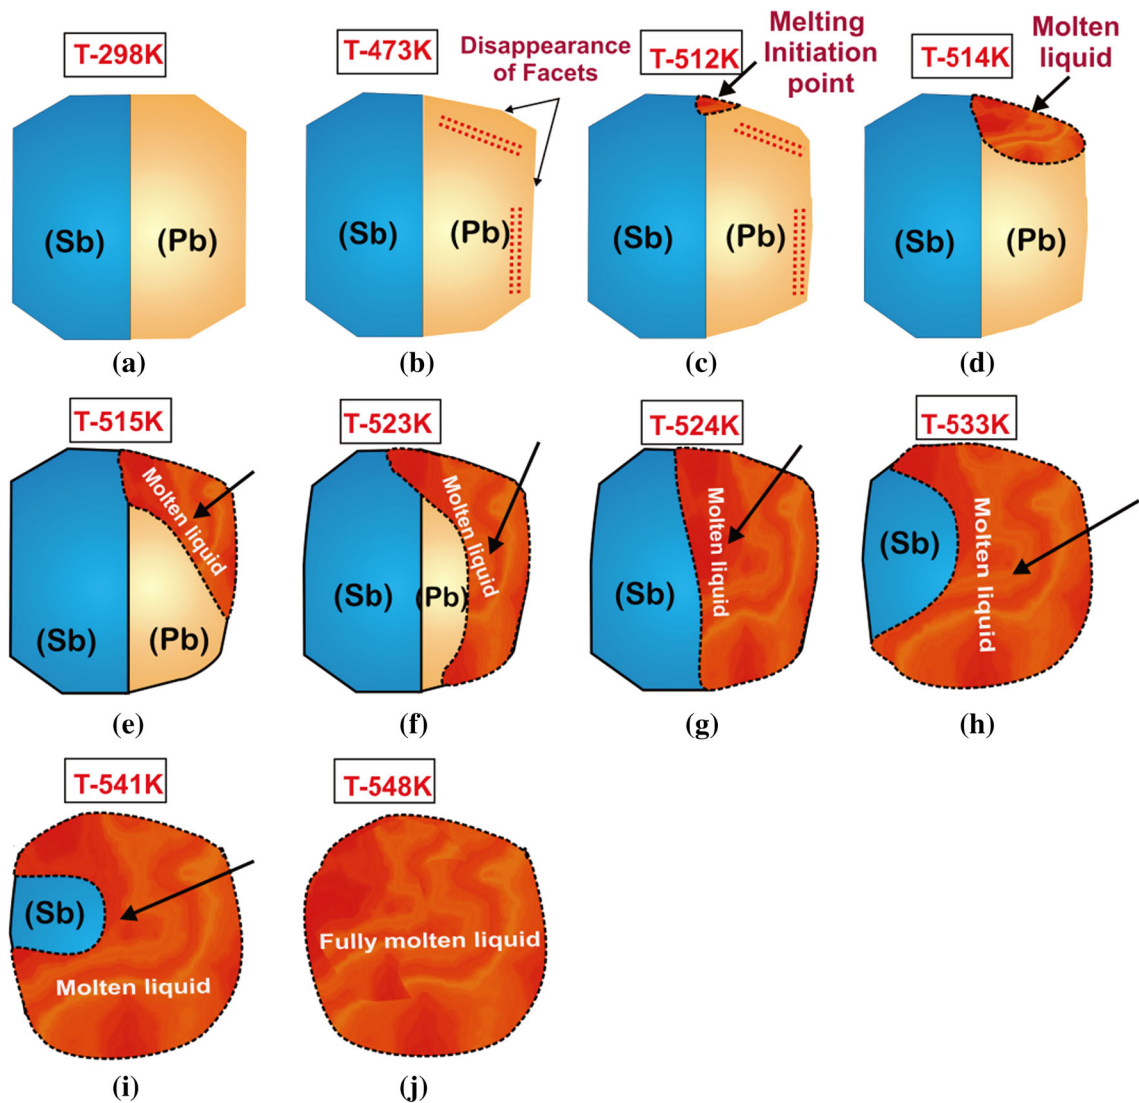 T-298K
T-473K
Disappearance
of Facets
T-512K
Melting
Initiation
point
T-514K
Molten
liquid
(Sb)
(Pb)
(Sb)
(Pb)
(Sb)
(Pb)
(Sb)
(Pb)
(a)
(b)
(c)
(d)
T-515K
T-523K
T-524K
T-533K
Molten liquid
(Sb)
(Pb)
Molten liquid
(Sb)
(Pb)
Molten liquid
(Sb)
Molten liquid
(Sb)
(e)
(f)
(g)
(h)
T-541K
T-548K
(Sb)
Molten liquid
Fully molten liquid
(i)
(j)